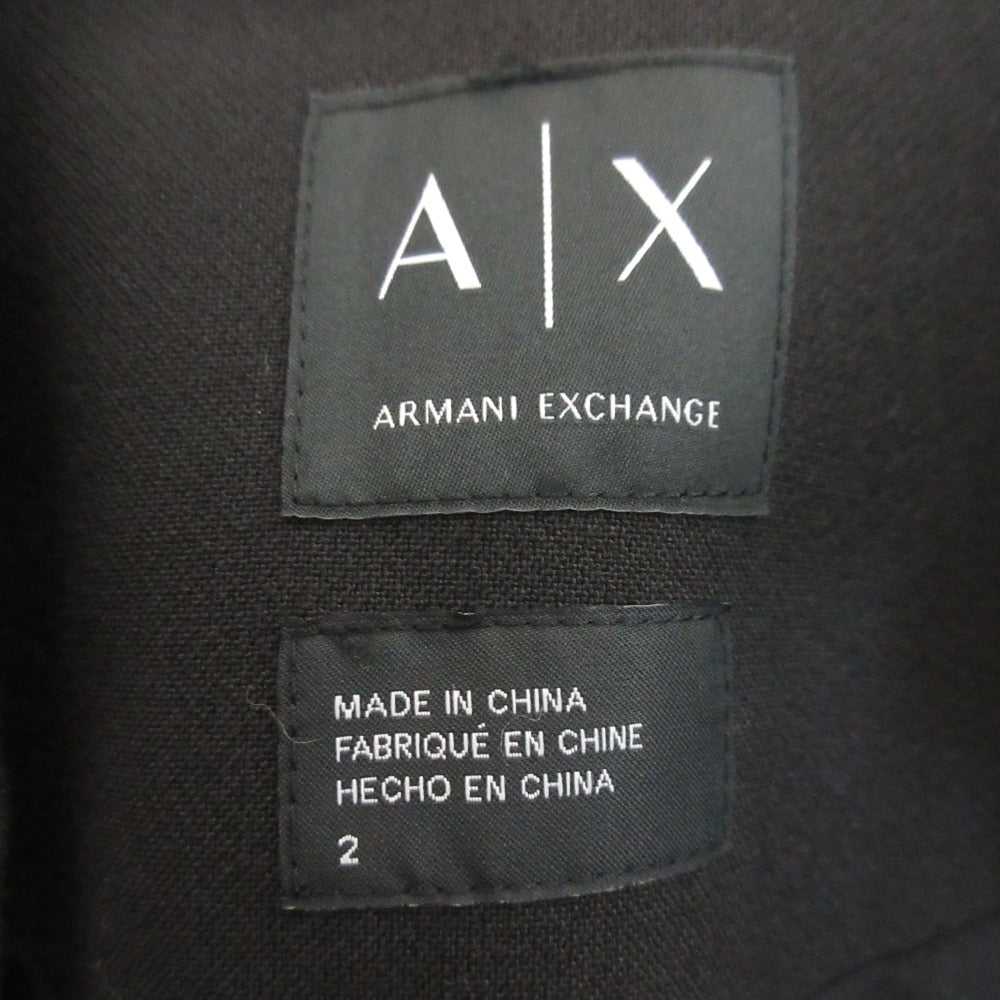 A|X
ARMANI EXCHANGE
MADE IN CHINA
FABRIQUÉ EN CHINE
HECHO EN CHINA
2